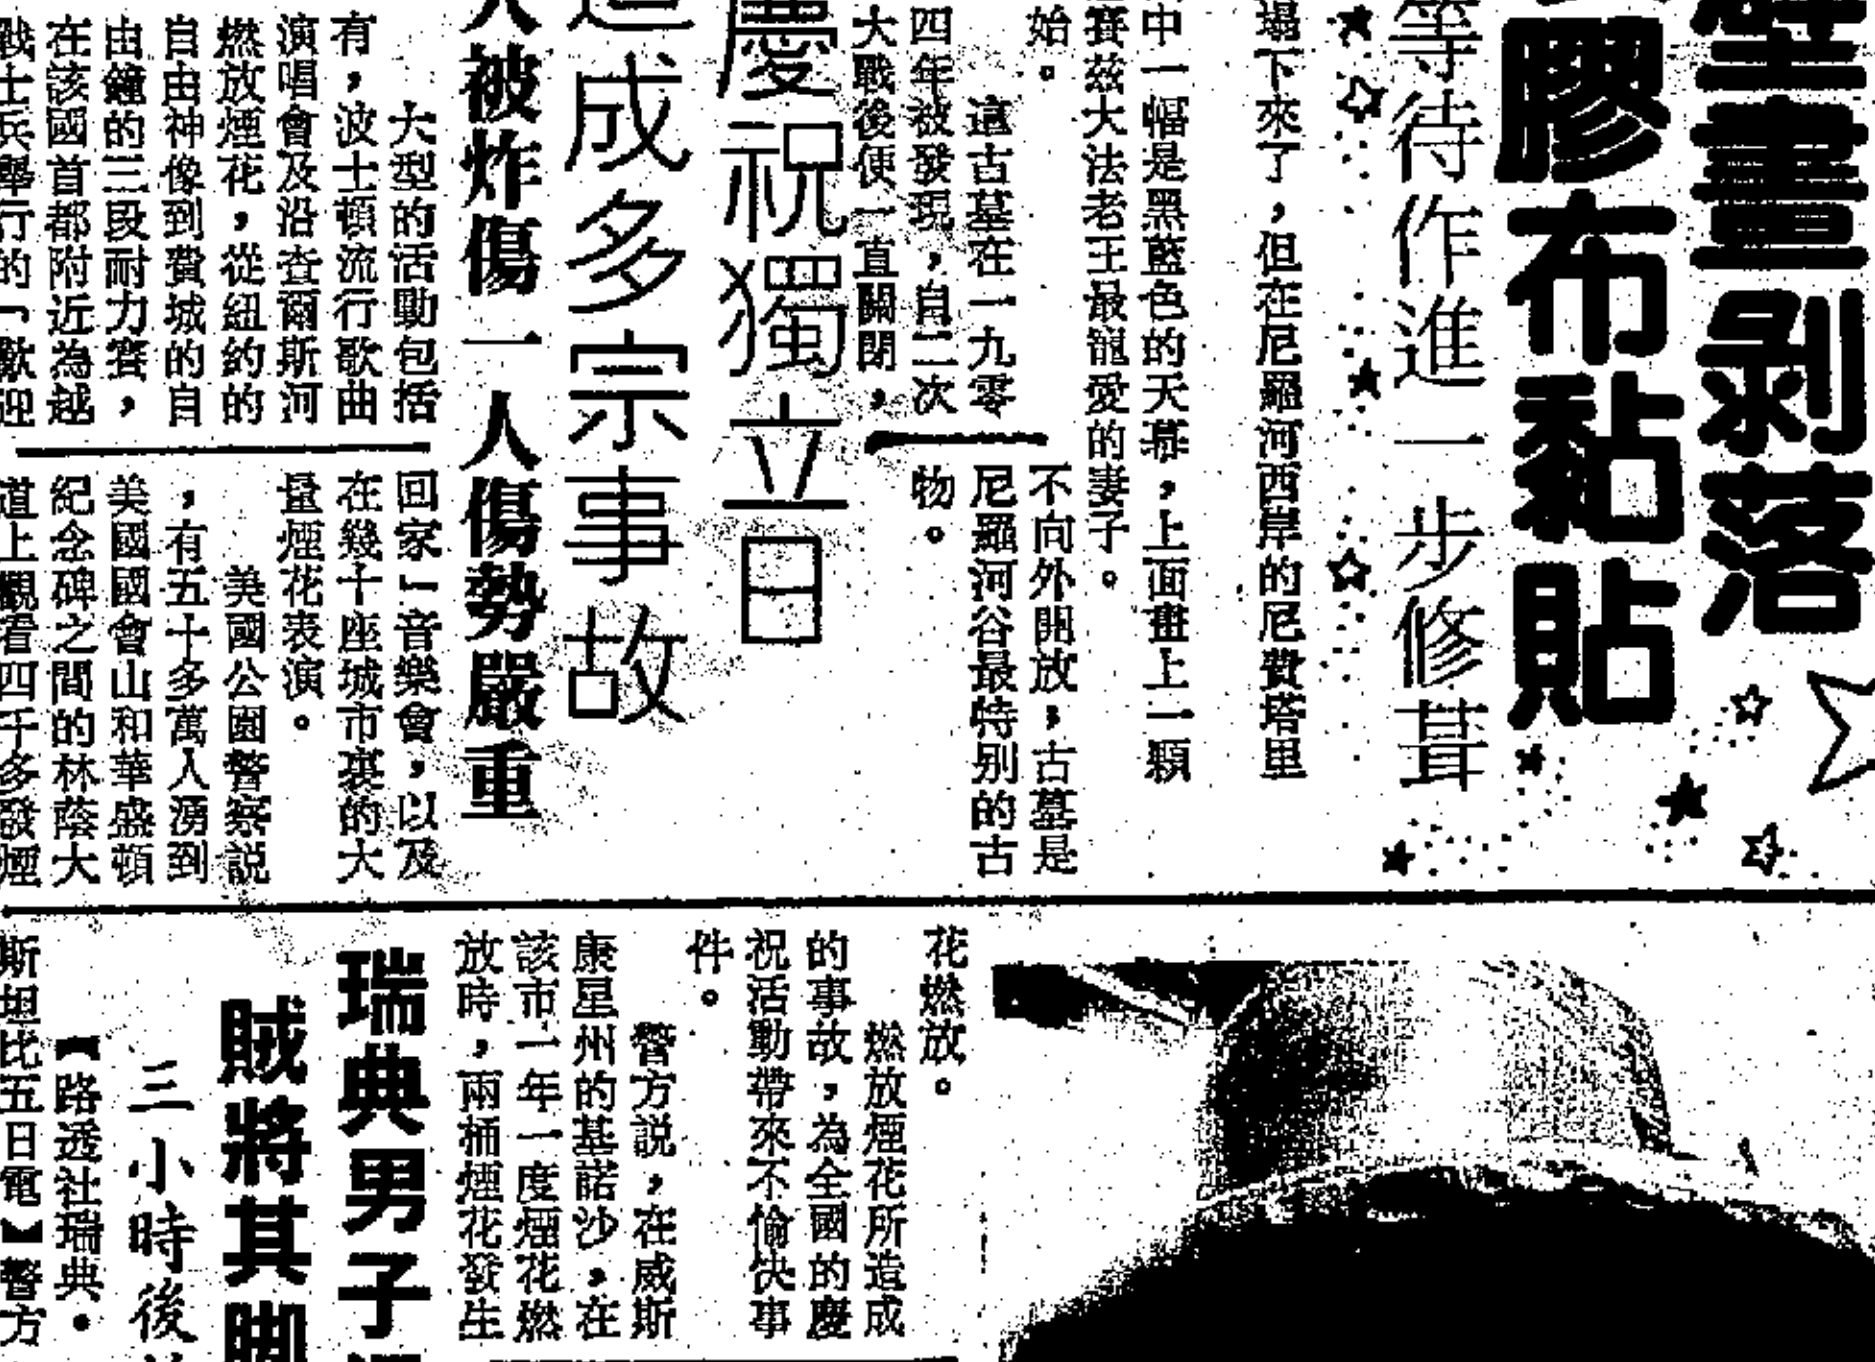 壁畫剥落
膠布黏貼
等待作進一步修葺
塌下來了，但在尼羅河西岸的尼費塔里
中一幅是黑藍色的天幕，上面畫上一顆
賽兹大法老王最寵愛的妻子。
始。
這古墓在一九零
四年被發現，自二次
大戰後便一直關閉，
不向外開放，古墓是
尼羅河谷最特别的古
物。
慶祝獨立日
造成多宗事故
人被炸傷一人傷勢嚴重
大型的活動包括
有，波士頓流行歌曲
演唱會及沿查爾斯河
燃放煙花，從紐約的
自由神像到費城的自
由鐘的三段耐力賽，
在該國首都附近為越
戰士兵舉行的「歡迎
回家」音樂會，以及
在幾十座城市裏的大
量煙花表演。
美國公園警察説
，有五十多萬人湧到
美國國會山和華盛頓
紀念碑之間的林蔭大
道上觀看四千多發煙
花燃放。
燃放煙花所造成
的事故，為全國的慶
祝活動帶來不愉快事
件。
警方説，在威斯
康星州的基諾沙，在
該市一年一度煙花燃
放時，兩桶煙花發生
瑞典男子
賊將其脚
三小時後
【路透社瑞典·
斯坦比五日電】警方